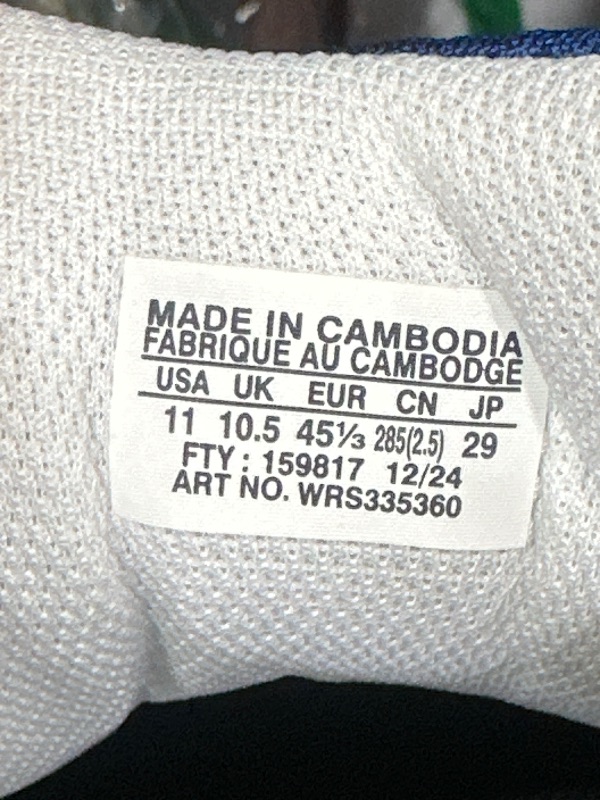 MADE IN CAMBODIA
FABRIQUE AU CAMBODGE
USA UK EUR CN JP
11 10.5 45⅓ 285(2.5) 29
FTY : 159817 12/24
ART NO. WRS335360